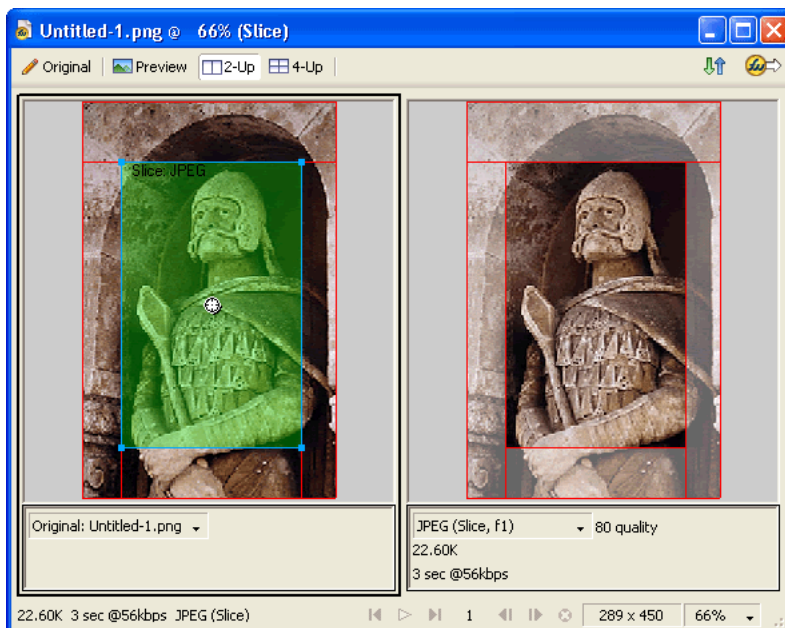 Untitled-1.png @ 66% (Slice)
Original Preview 2-Up 4-Up
Slice: JPEG
Original: Untitled-1.png
JPEG (Slice, f1) 80 quality
22.60K
3 sec @56kbps
22.60K 3 sec @56kbps JPEG (Slice) 1 289 x 450 66%